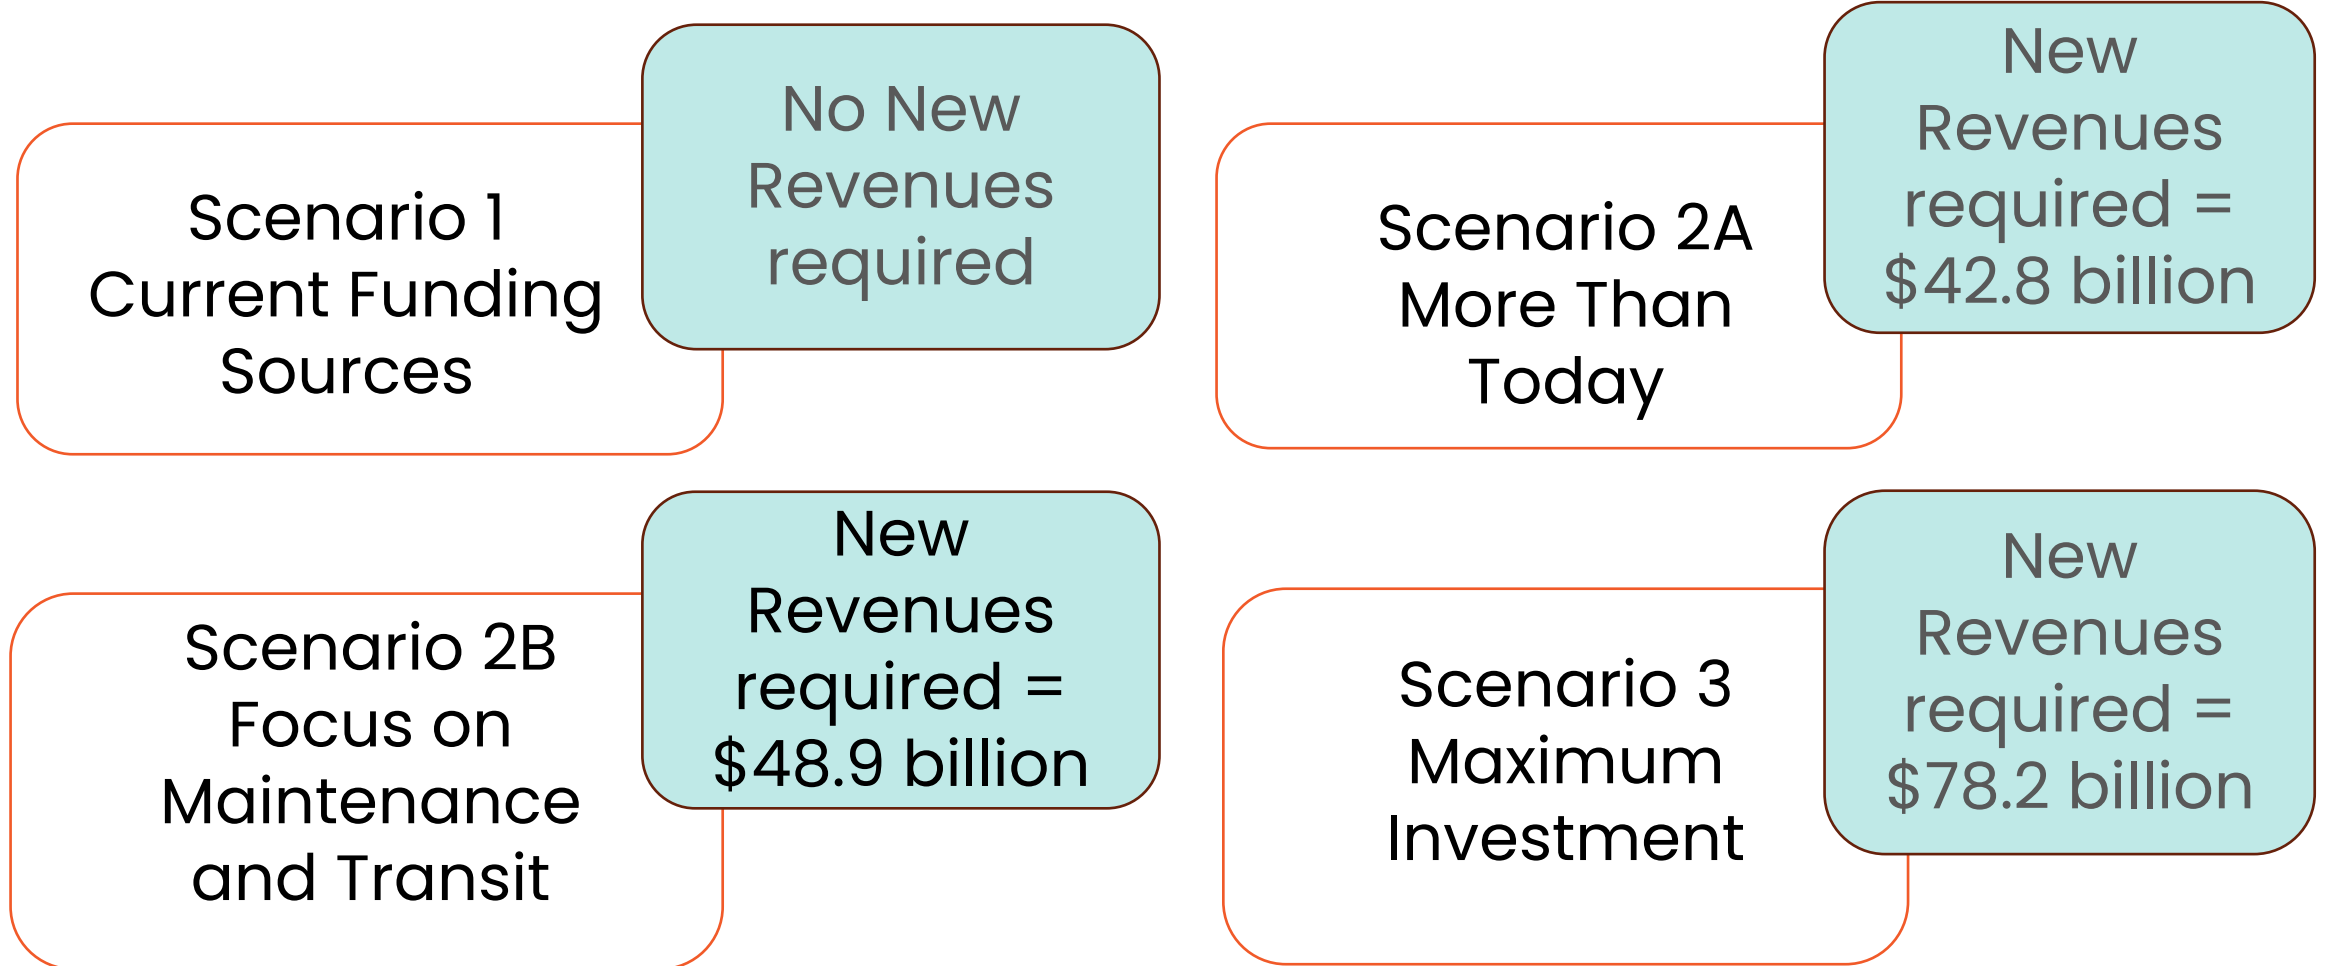 Scenario 1
Current Funding
Sources
No New
Revenues
required
Scenario 2A
More Than
Today
New
Revenues
required =
$42.8 billion
Scenario 2B
Focus on
Maintenance
and Transit
New
Revenues
required =
$48.9 billion
Scenario 3
Maximum
Investment
New
Revenues
required =
$78.2 billion